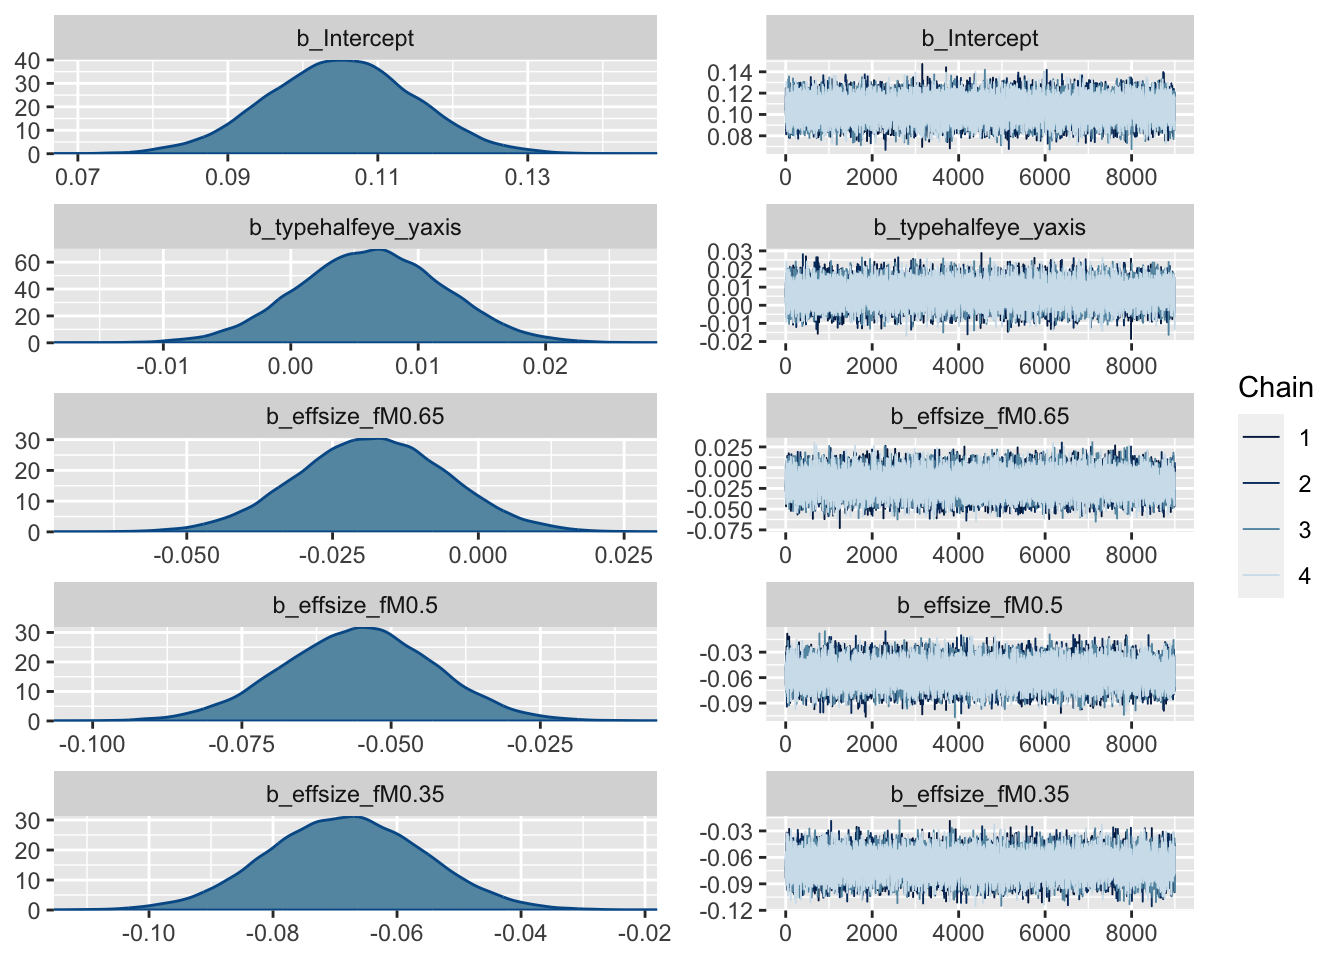 b_Intercept
40
30
20
10
0
0.07 0.09 0.11 0.13
b_Intercept
0.14
0.12
0.10
0.08
0 2000 4000 6000 8000
b_typehalfeye_yaxis
60
40
20
0
-0.01 0.00 0.01 0.02
b_typehalfeye_yaxis
0.03
0.02
0.01
0.00
-0.01
-0.02
0 2000 4000 6000 8000
b_effsize_fM0.65
30
20
10
0
-0.050 -0.025 0.000 0.025
b_effsize_fM0.65
0.025
0.000
-0.025
-0.050
-0.075
0 2000 4000 6000 8000
b_effsize_fM0.5
30
20
10
0
-0.100 -0.075 -0.050 -0.025
b_effsize_fM0.5
-0.03
-0.06
-0.09
0 2000 4000 6000 8000
b_effsize_fM0.35
30
20
10
0
-0.10 -0.08 -0.06 -0.04 -0.02
b_effsize_fM0.35
-0.03
-0.06
-0.09
-0.12
0 2000 4000 6000 8000
Chain
1
2
3
4